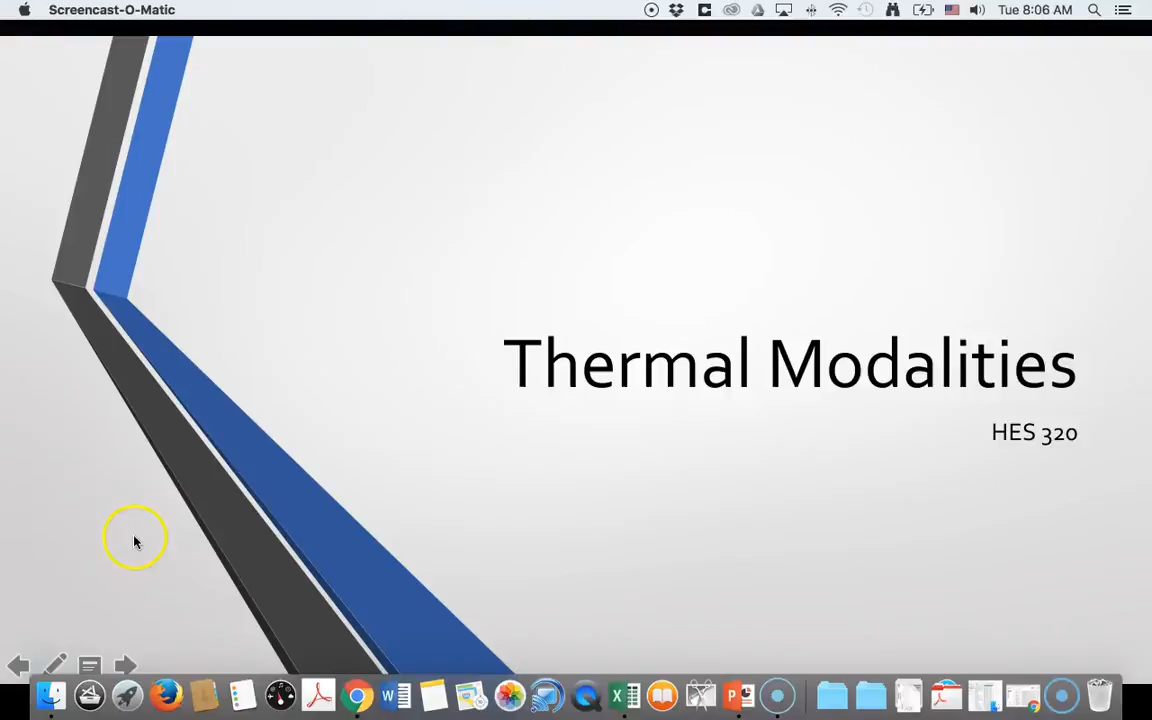 Screencast-O-Matic
Tue 8:06 AM
Thermal Modalities
HES 320